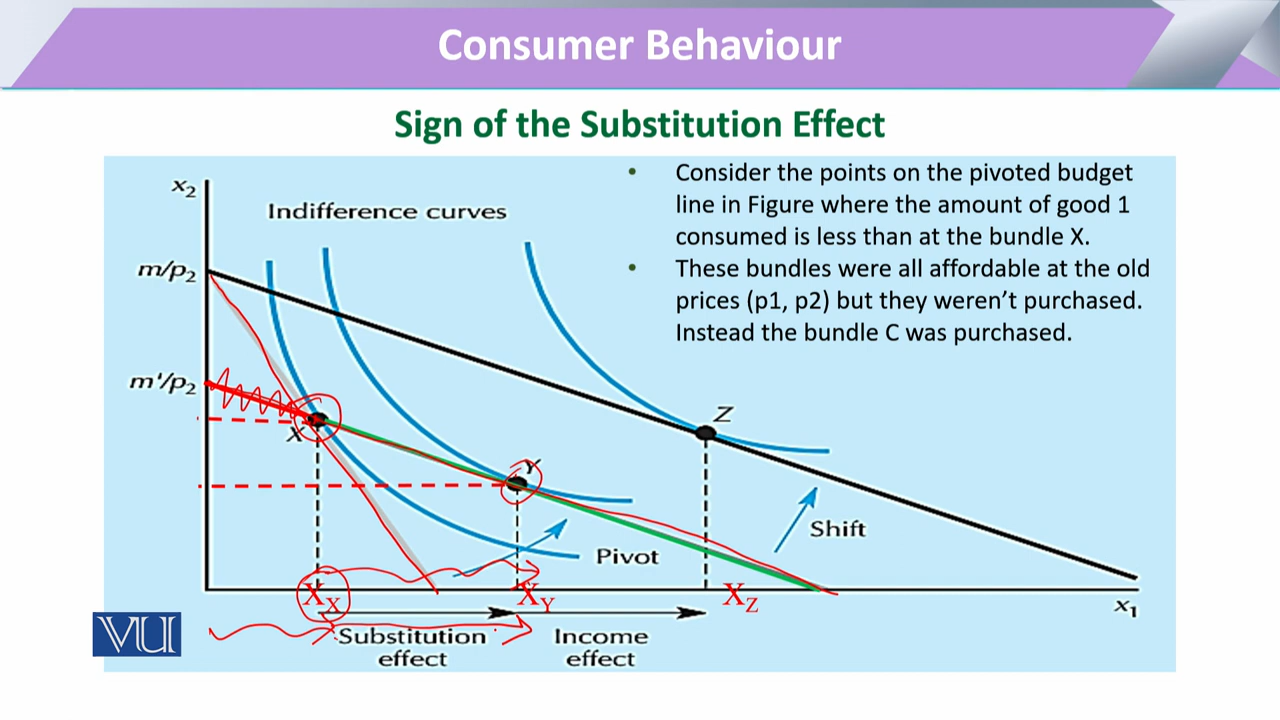 Consumer Behaviour
Sign of the Substitution Effect
x₂
Indifference curves
• Consider the points on the pivoted budget
line in Figure where the amount of good 1
consumed is less than at the bundle X.
• These bundles were all affordable at the old
prices (p1, p2) but they weren’t purchased.
Instead the bundle C was purchased.
m/p₂
m'/p₂
X
Y
Z
Shift
Pivot
X_X
X_Y
X_Z
x₁
VU
Substitution
effect
Income
effect